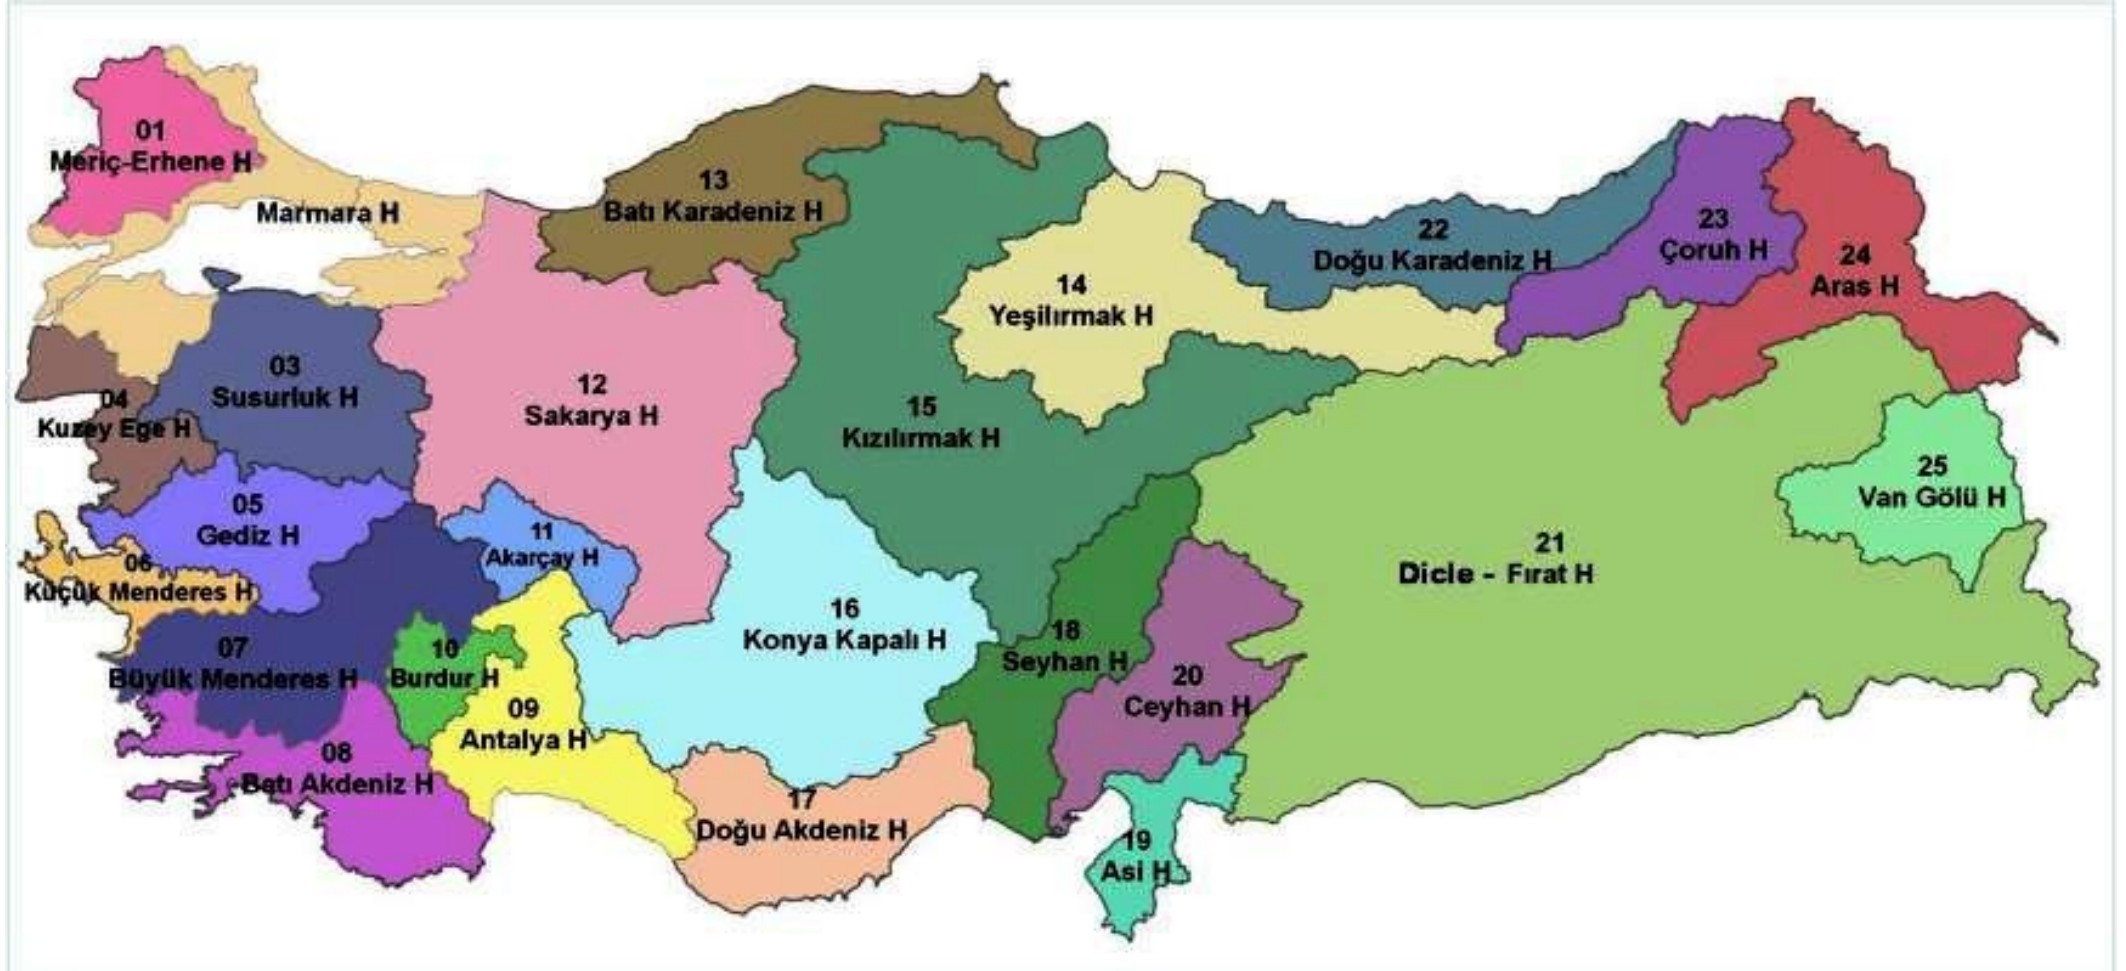 01
Meriç-Erhene H
Marmara H
13
Batı Karadeniz H
22
Doğu Karadeniz H
23
Çoruh H
24
Aras H
14
Yeşilırmak H
03
Susurluk H
12
Sakarya H
04
Kuzey Ege H
15
Kızılırmak H
25
Van Gölü H
05
Gediz H
11
Akarçay H
21
Dicle - Fırat H
06
Küçük Menderes H
16
Konya Kapalı H
18
Seyhan H
07
Büyük Menderes H
10
Burdur H
20
Ceyhan H
09
Antalya H
08
Batı Akdeniz H
17
Doğu Akdeniz H
19
Asi H